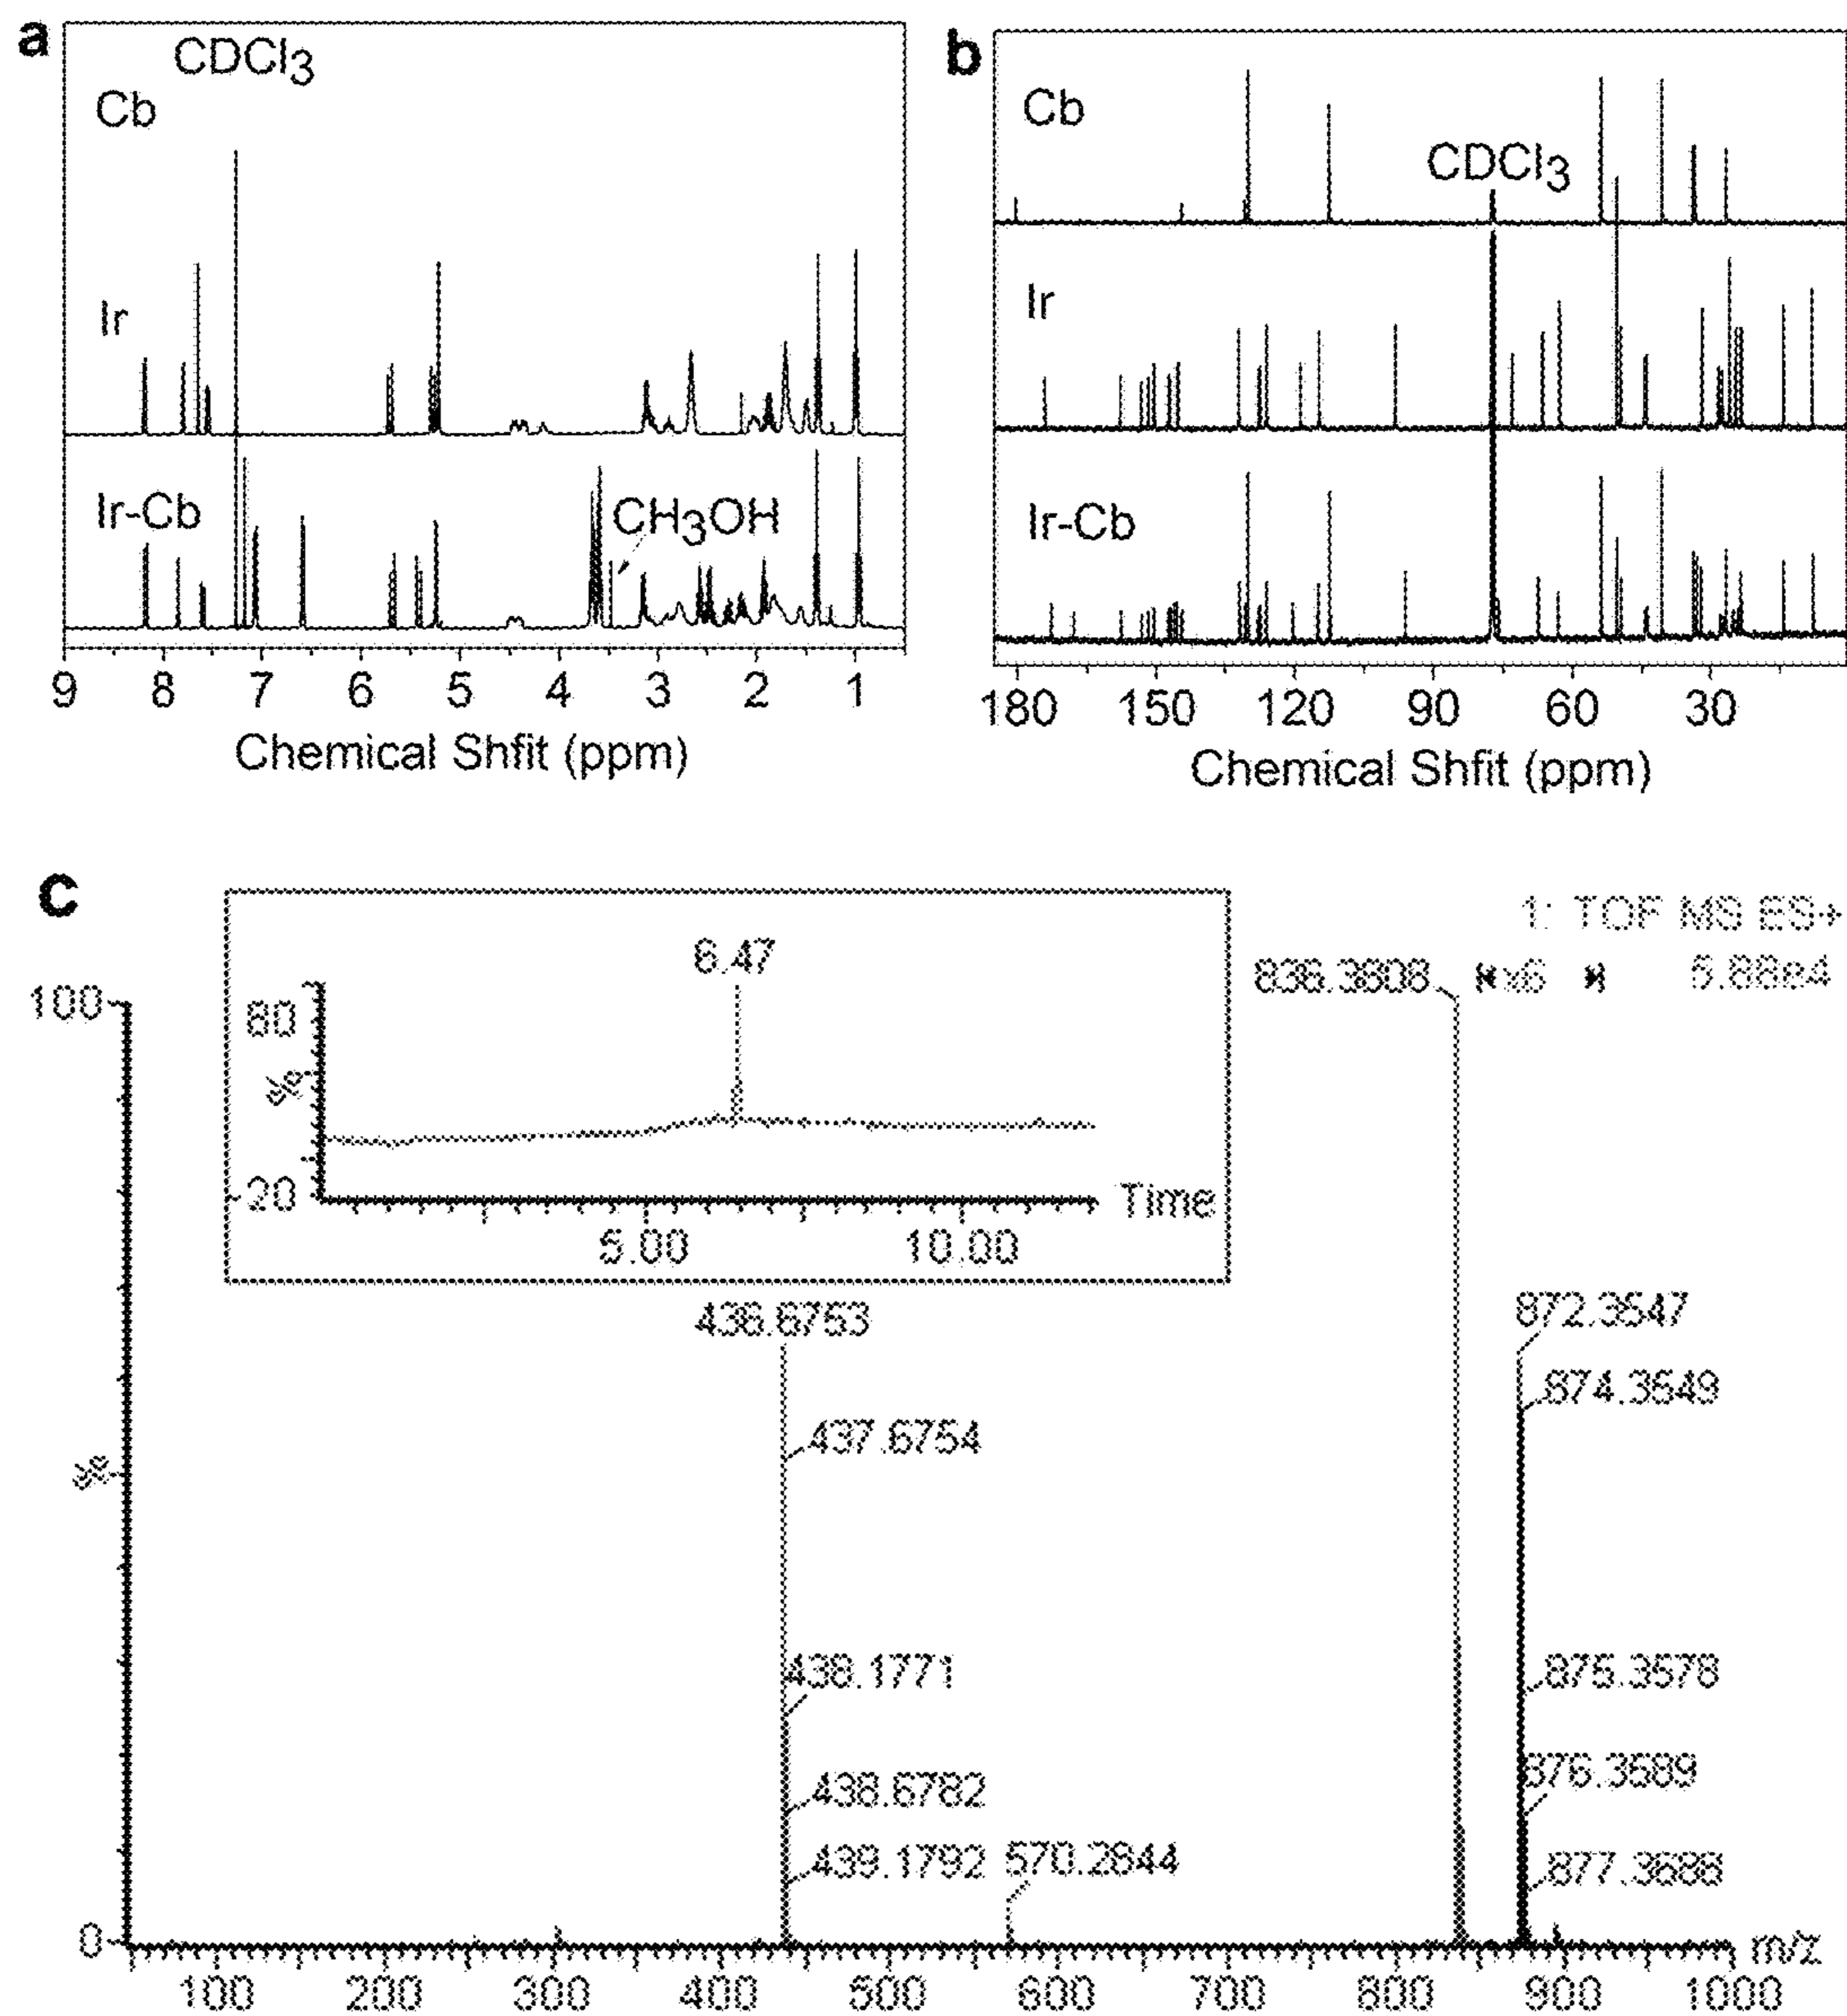 a
CDCl3
Cb
Ir
Ir-Cb
CH3OH
9 8 7 6 5 4 3 2 1
Chemical Shfit (ppm)
b
Cb
CDCl3
Ir
Ir-Cb
180 150 120 90 60 30
Chemical Shfit (ppm)
c
1: TOF MS ES+
836.3808 x6 5.88e4
100
%
0
6.47
80
%
-20
5.00 10.00
Time
436.6753
437.6754
438.1771
438.6782
439.1792
570.2844
872.3547
874.3549
875.3578
876.3589
877.3688
m/z
100 200 300 400 500 600 700 800 900 1000